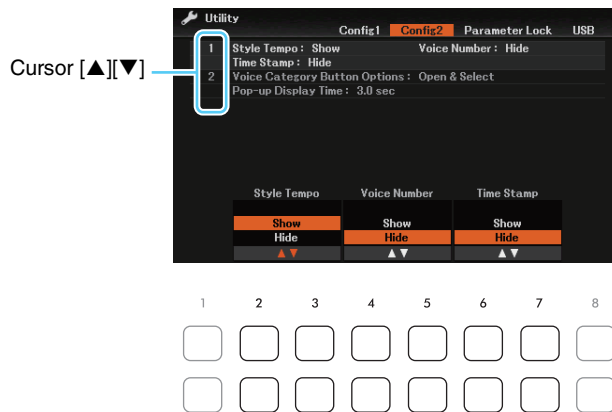 Utility
Config1 Config2 Parameter Lock USB
1 Style Tempo : Show Voice Number : Hide
Time Stamp : Hide
Cursor [▲][▼]
2 Voice Category Button Options : Open & Select
Pop-up Display Time : 3.0 sec
Style Tempo Voice Number Time Stamp
Show Show Show
Hide Hide Hide
▲▼ ▲▼ ▲▼
1 2 3 4 5 6 7 8